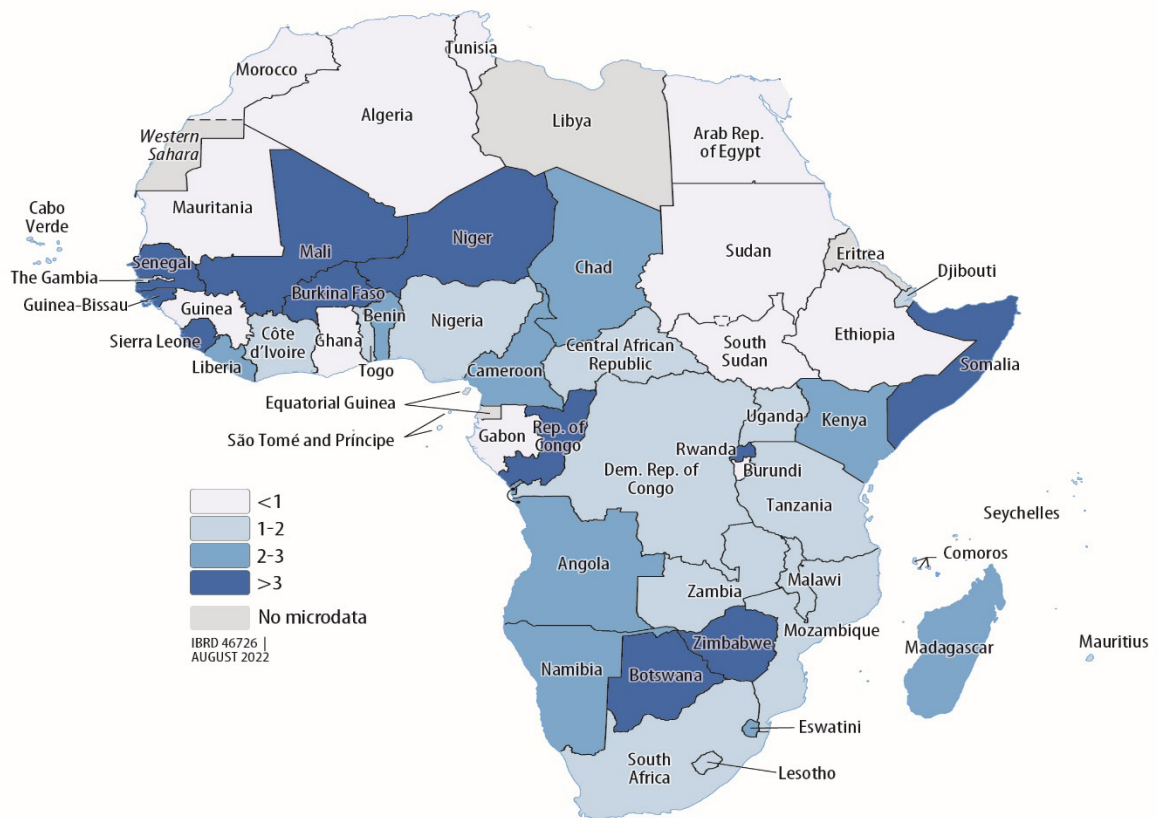 Tunisia
Morocco
Algeria
Libya
Arab Rep.
of Egypt
Western
Sahara
Mauritania
Cabo
Verde
Mali
Niger
Chad
Sudan
Eritrea
Djibouti
Senegal
The Gambia
Guinea-Bissau
Guinea
Burkina Faso
Sierra Leone
Liberia
Côte
d’Ivoire
Ghana
Togo
Benin
Nigeria
Cameroon
Central African
Republic
South
Sudan
Ethiopia
Somalia
Equatorial Guinea
São Tomé and Príncipe
Gabon
Rep. of
Congo
Dem. Rep. of
Congo
Uganda
Kenya
Rwanda
Burundi
Tanzania
Seychelles
Comoros
Angola
Zambia
Malawi
Mozambique
Zimbabwe
Madagascar
Mauritius
Namibia
Botswana
Eswatini
South
Africa
Lesotho
<1
1-2
2-3
>3
No microdata
IBRD 46726 |
AUGUST 2022